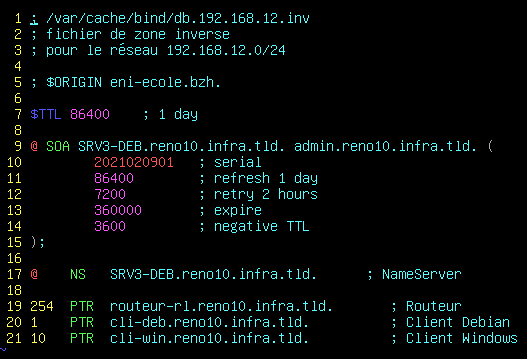 1 ; /var/cache/bind/db.192.168.12.inv
2 ; fichier de zone inverse
3 ; pour le réseau 192.168.12.0/24
4
5 ; $ORIGIN eni-ecole.bzh.
6
7 $TTL 86400    ; 1 day
8
9 @ SOA SRV3-DEB.reno10.infra.tld. admin.reno10.infra.tld. (
10         2021020901   ; serial
11         86400        ; refresh 1 day
12         7200         ; retry 2 hours
13         360000       ; expire
14         3600         ; negative TTL
15 );
16
17 @    NS   SRV3-DEB.reno10.infra.tld.      ; NameServer
18
19 254  PTR  routeur-rl.reno10.infra.tld.       ; Routeur
20 1    PTR  cli-deb.reno10.infra.tld.          ; Client Debian
21 10   PTR  cli-win.reno10.infra.tld.          ; Client Windows
~